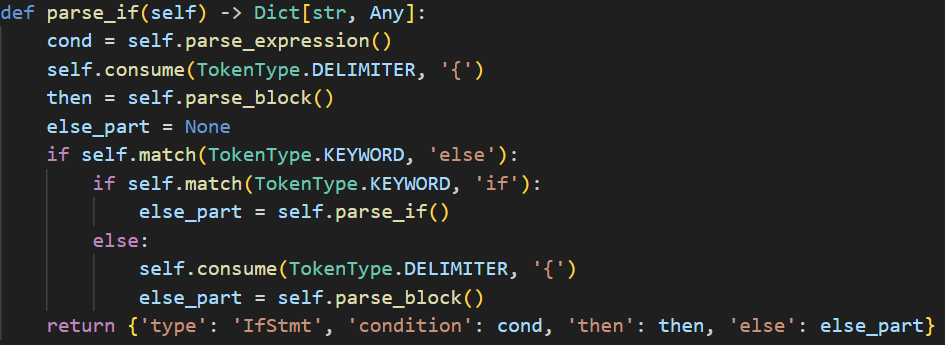 def parse_if(self) -> Dict[str, Any]:
    cond = self.parse_expression()
    self.consume(TokenType.DELIMITER, '{')
    then = self.parse_block()
    else_part = None
    if self.match(TokenType.KEYWORD, 'else'):
        if self.match(TokenType.KEYWORD, 'if'):
            else_part = self.parse_if()
        else:
            self.consume(TokenType.DELIMITER, '{')
            else_part = self.parse_block()
    return {'type': 'IfStmt', 'condition': cond, 'then': then, 'else': else_part}